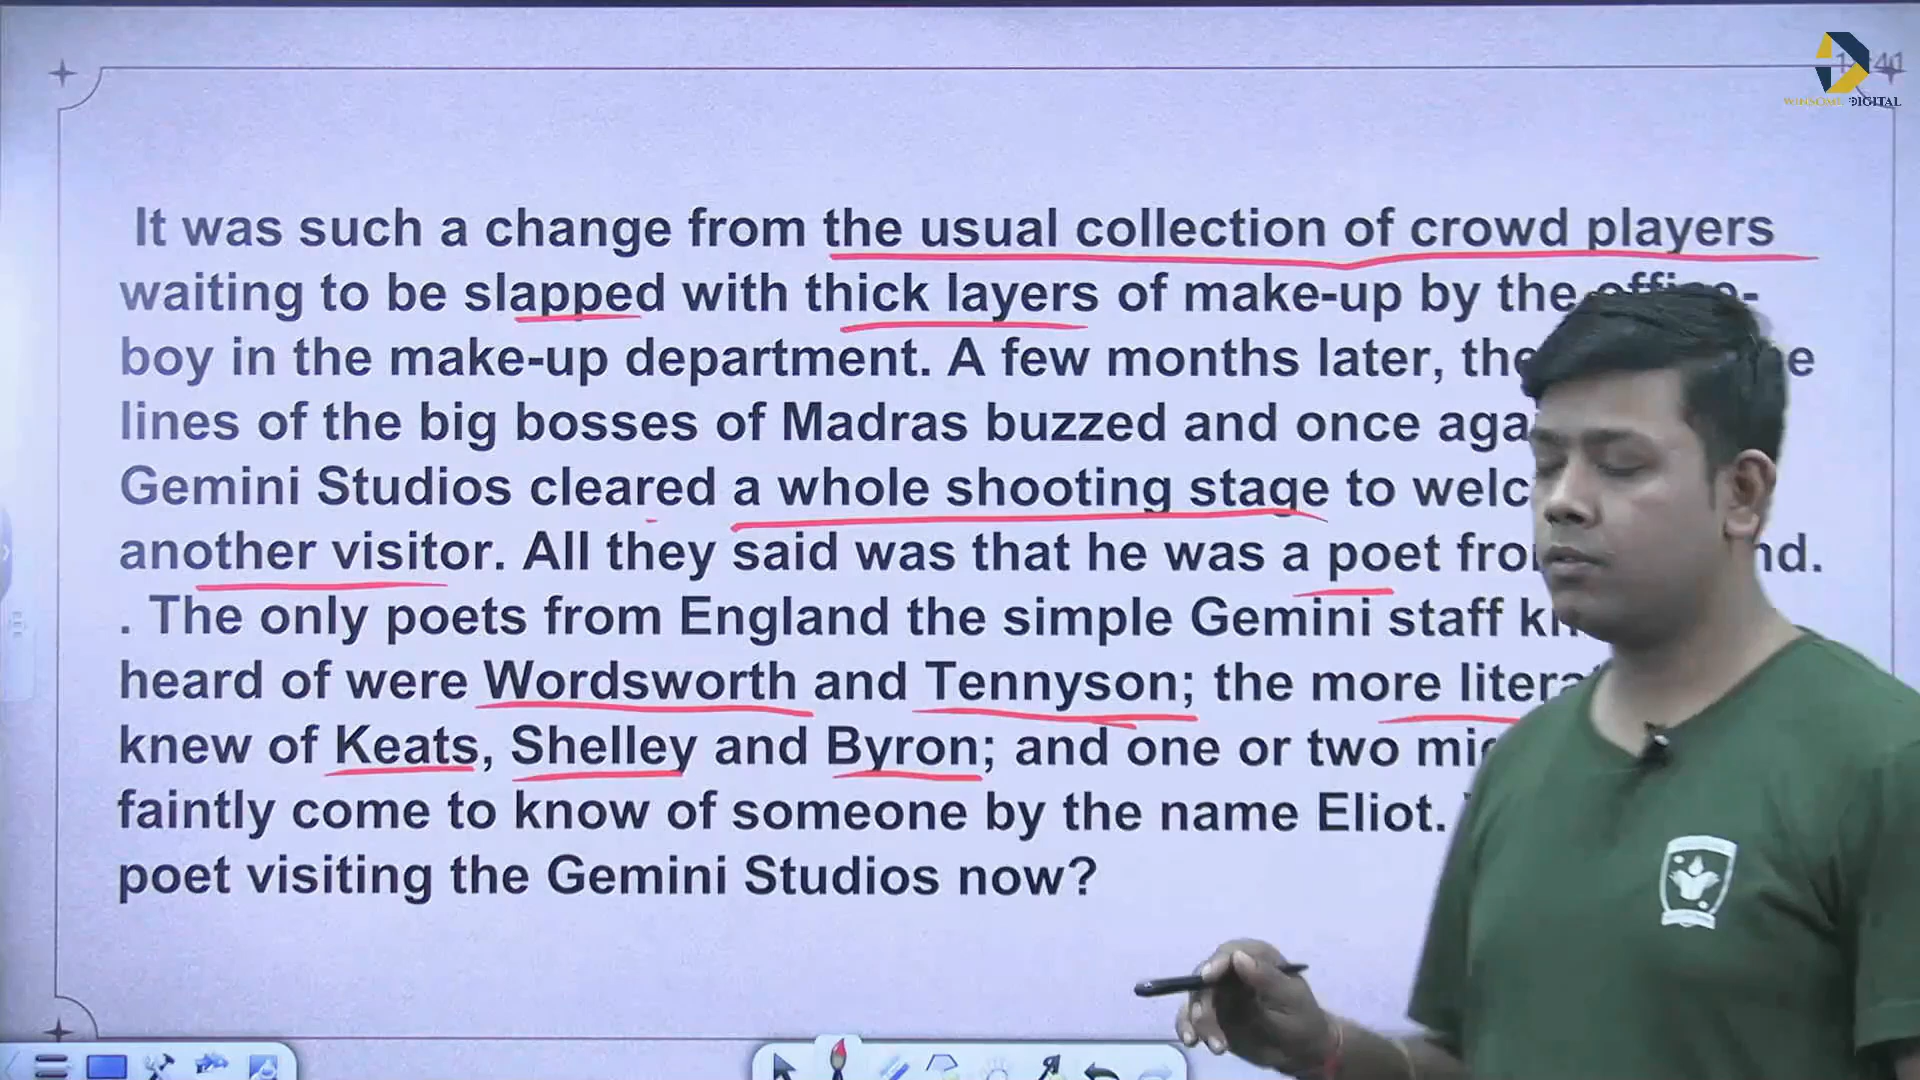 WINSOME DIGITAL
It was such a change from the usual collection of crowd players
waiting to be slapped with thick layers of make-up by the office-
boy in the make-up department. A few months later, the
lines of the big bosses of Madras buzzed and once
Gemini Studios cleared a whole shooting stage to
another visitor. All they said was that he was a poet
. The only poets from England the simple Gemini staff
heard of were Wordsworth and Tennyson; the more
knew of Keats, Shelley and Byron; and one or two
faintly come to know of someone by the name Eliot.
poet visiting the Gemini Studios now?